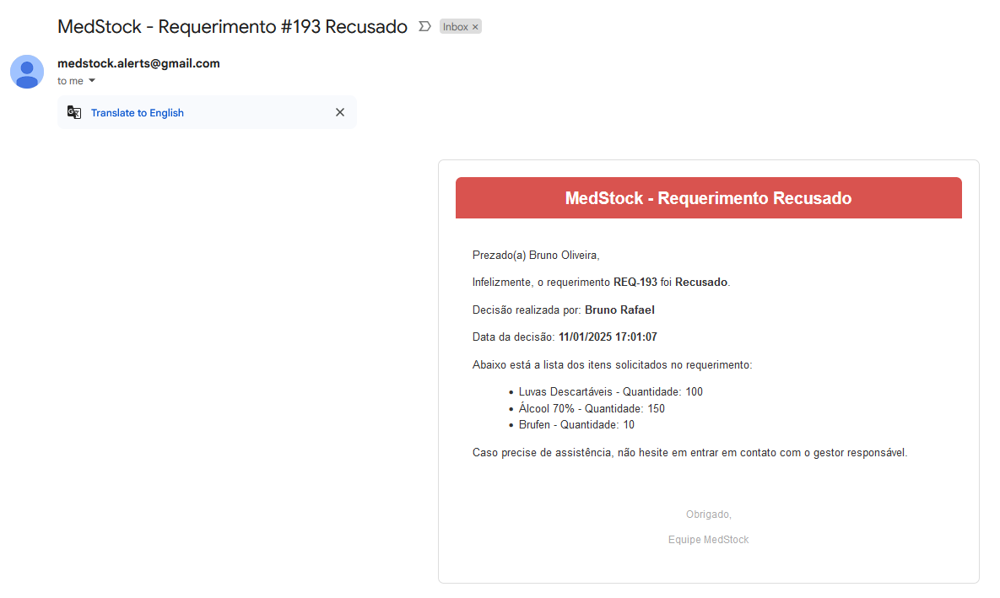 MedStock - Requerimento #193 Recusado
Inbox ×
medstock.alerts@gmail.com
to me
Translate to English
MedStock - Requerimento Recusado
Prezado(a) Bruno Oliveira,
Infelizmente, o requerimento REQ-193 foi Recusado.
Decisão realizada por: Bruno Rafael
Data da decisão: 11/01/2025 17:01:07
Abaixo está a lista dos itens solicitados no requerimento:
• Luvas Descartáveis - Quantidade: 100
• Álcool 70% - Quantidade: 150
• Brufen - Quantidade: 10
Caso precise de assistência, não hesite em entrar em contato com o gestor responsável.
Obrigado,
Equipe MedStock